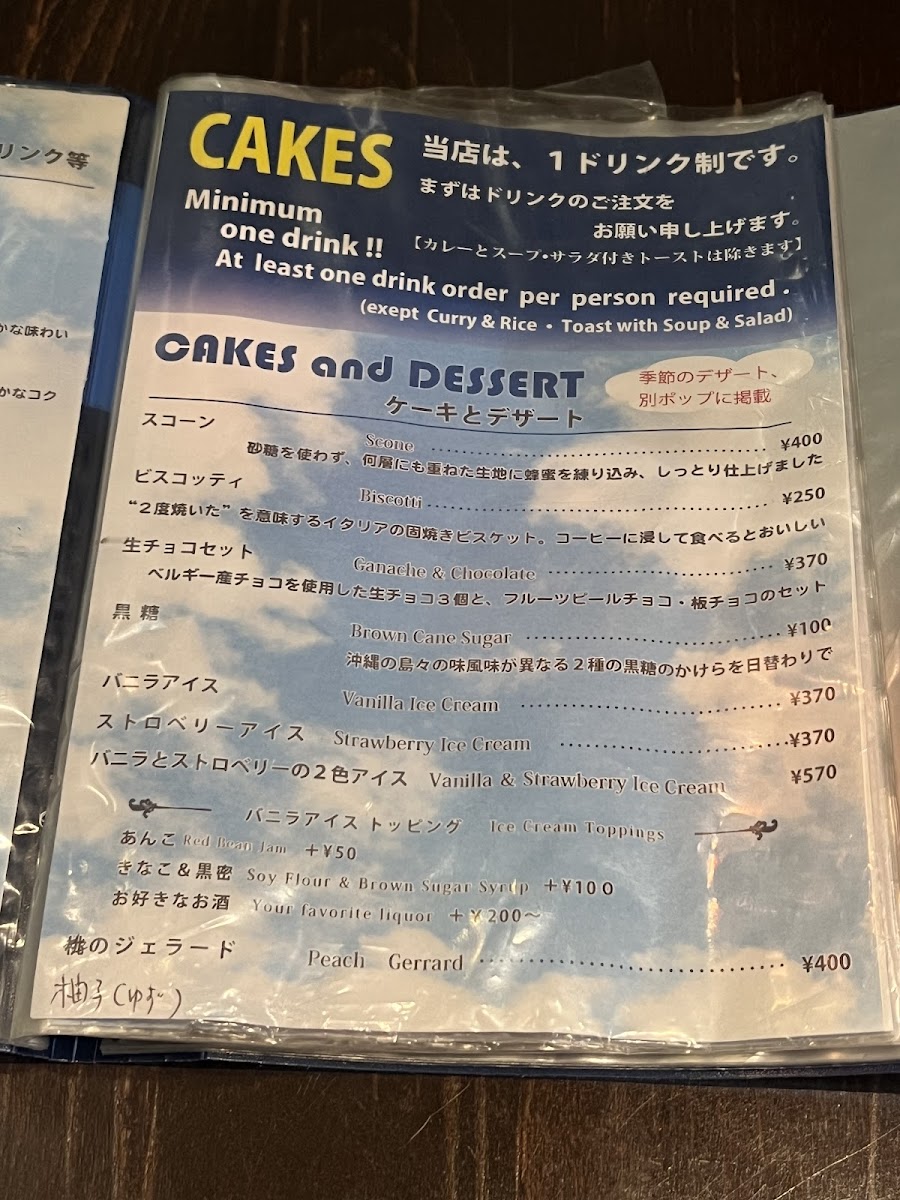 リンク等
かな味わい
かなコク
CAKES
当店は、1ドリンク制です。
まずはドリンクのご注文を
お願い申し上げます。
【カレーとスープ・サラダ付きトーストは除きます】
Minimum
one drink !!
At least one drink order per person required .
(exept Curry & Rice・Toast with Soup & Salad)
CAKES and DESSERT
ケーキとデザート
季節のデザート、
別ポップに掲載
スコーン Scone ¥400
砂糖を使わず、何層にも重ねた生地に蜂蜜を練り込み、しっとり仕上げました
ビスコッティ Biscotti ¥250
“2度焼いた”を意味するイタリアの固焼きビスケット。コーヒーに浸して食べるとおいしい
生チョコセット Ganache & Chocolate ¥370
ベルギー産チョコを使用した生チョコ3個と、フルーツピールチョコ・板チョコのセット
黒糖 Brown Cane Sugar ¥100
沖縄の島々の味風味が異なる2種の黒糖のかけらを日替わりで
バニラアイス Vanilla Ice Cream ¥370
ストロベリーアイス Strawberry Ice Cream ¥370
バニラとストロベリーの2色アイス Vanilla & Strawberry Ice Cream ¥570
バニラアイス トッピング Ice Cream Toppings
あんこ Red Bean Jam +¥50
きなこ&黒密 Soy Flour & Brown Sugar Syrup +¥100
お好きなお酒 Your favorite liquor +¥200～
桃のジェラード Peach Gerrard ¥400
柚子(ゆず)